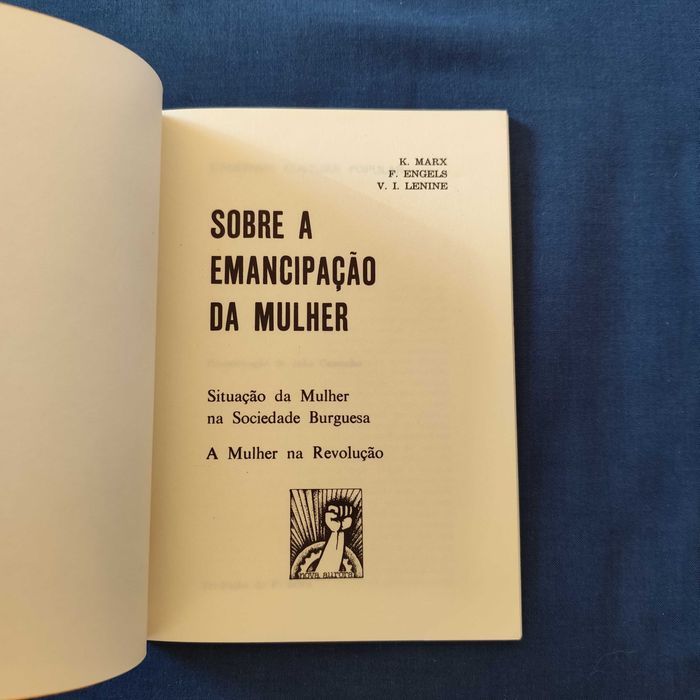 K. MARX
F. ENGELS
V. I. LENINE
SOBRE A
EMANCIPAÇÃO
DA MULHER
Situação da Mulher
na Sociedade Burguesa
A Mulher na Revolução
nova aurora